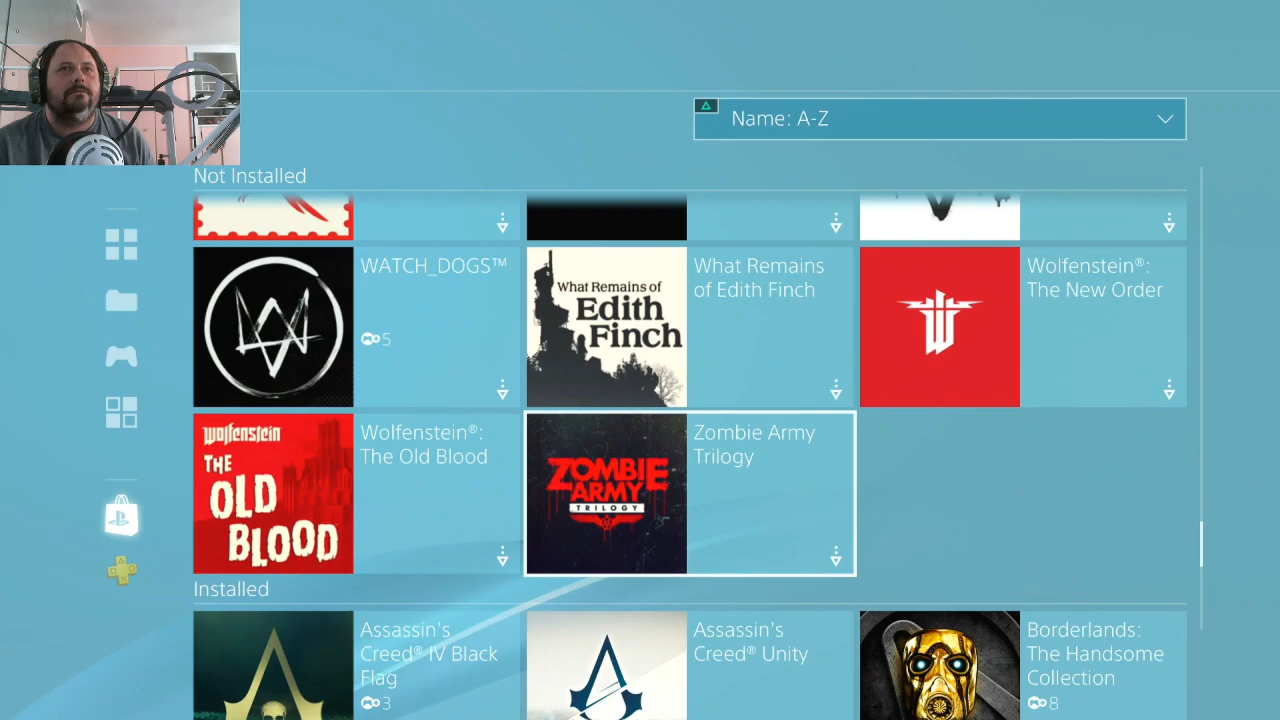 Name: A-Z
Not Installed
WATCH_DOGS™
5
What Remains of
Edith
Finch
What Remains
of Edith Finch
Wolfenstein®:
The New Order
Wolfenstein
THE
OLD
BLOOD
Wolfenstein®:
The Old Blood
ZOMBIE
ARMY
TRILOGY
Zombie Army
Trilogy
Installed
Assassin's
Creed® IV Black
Flag
3
Assassin's
Creed® Unity
Borderlands:
The Handsome
Collection
8